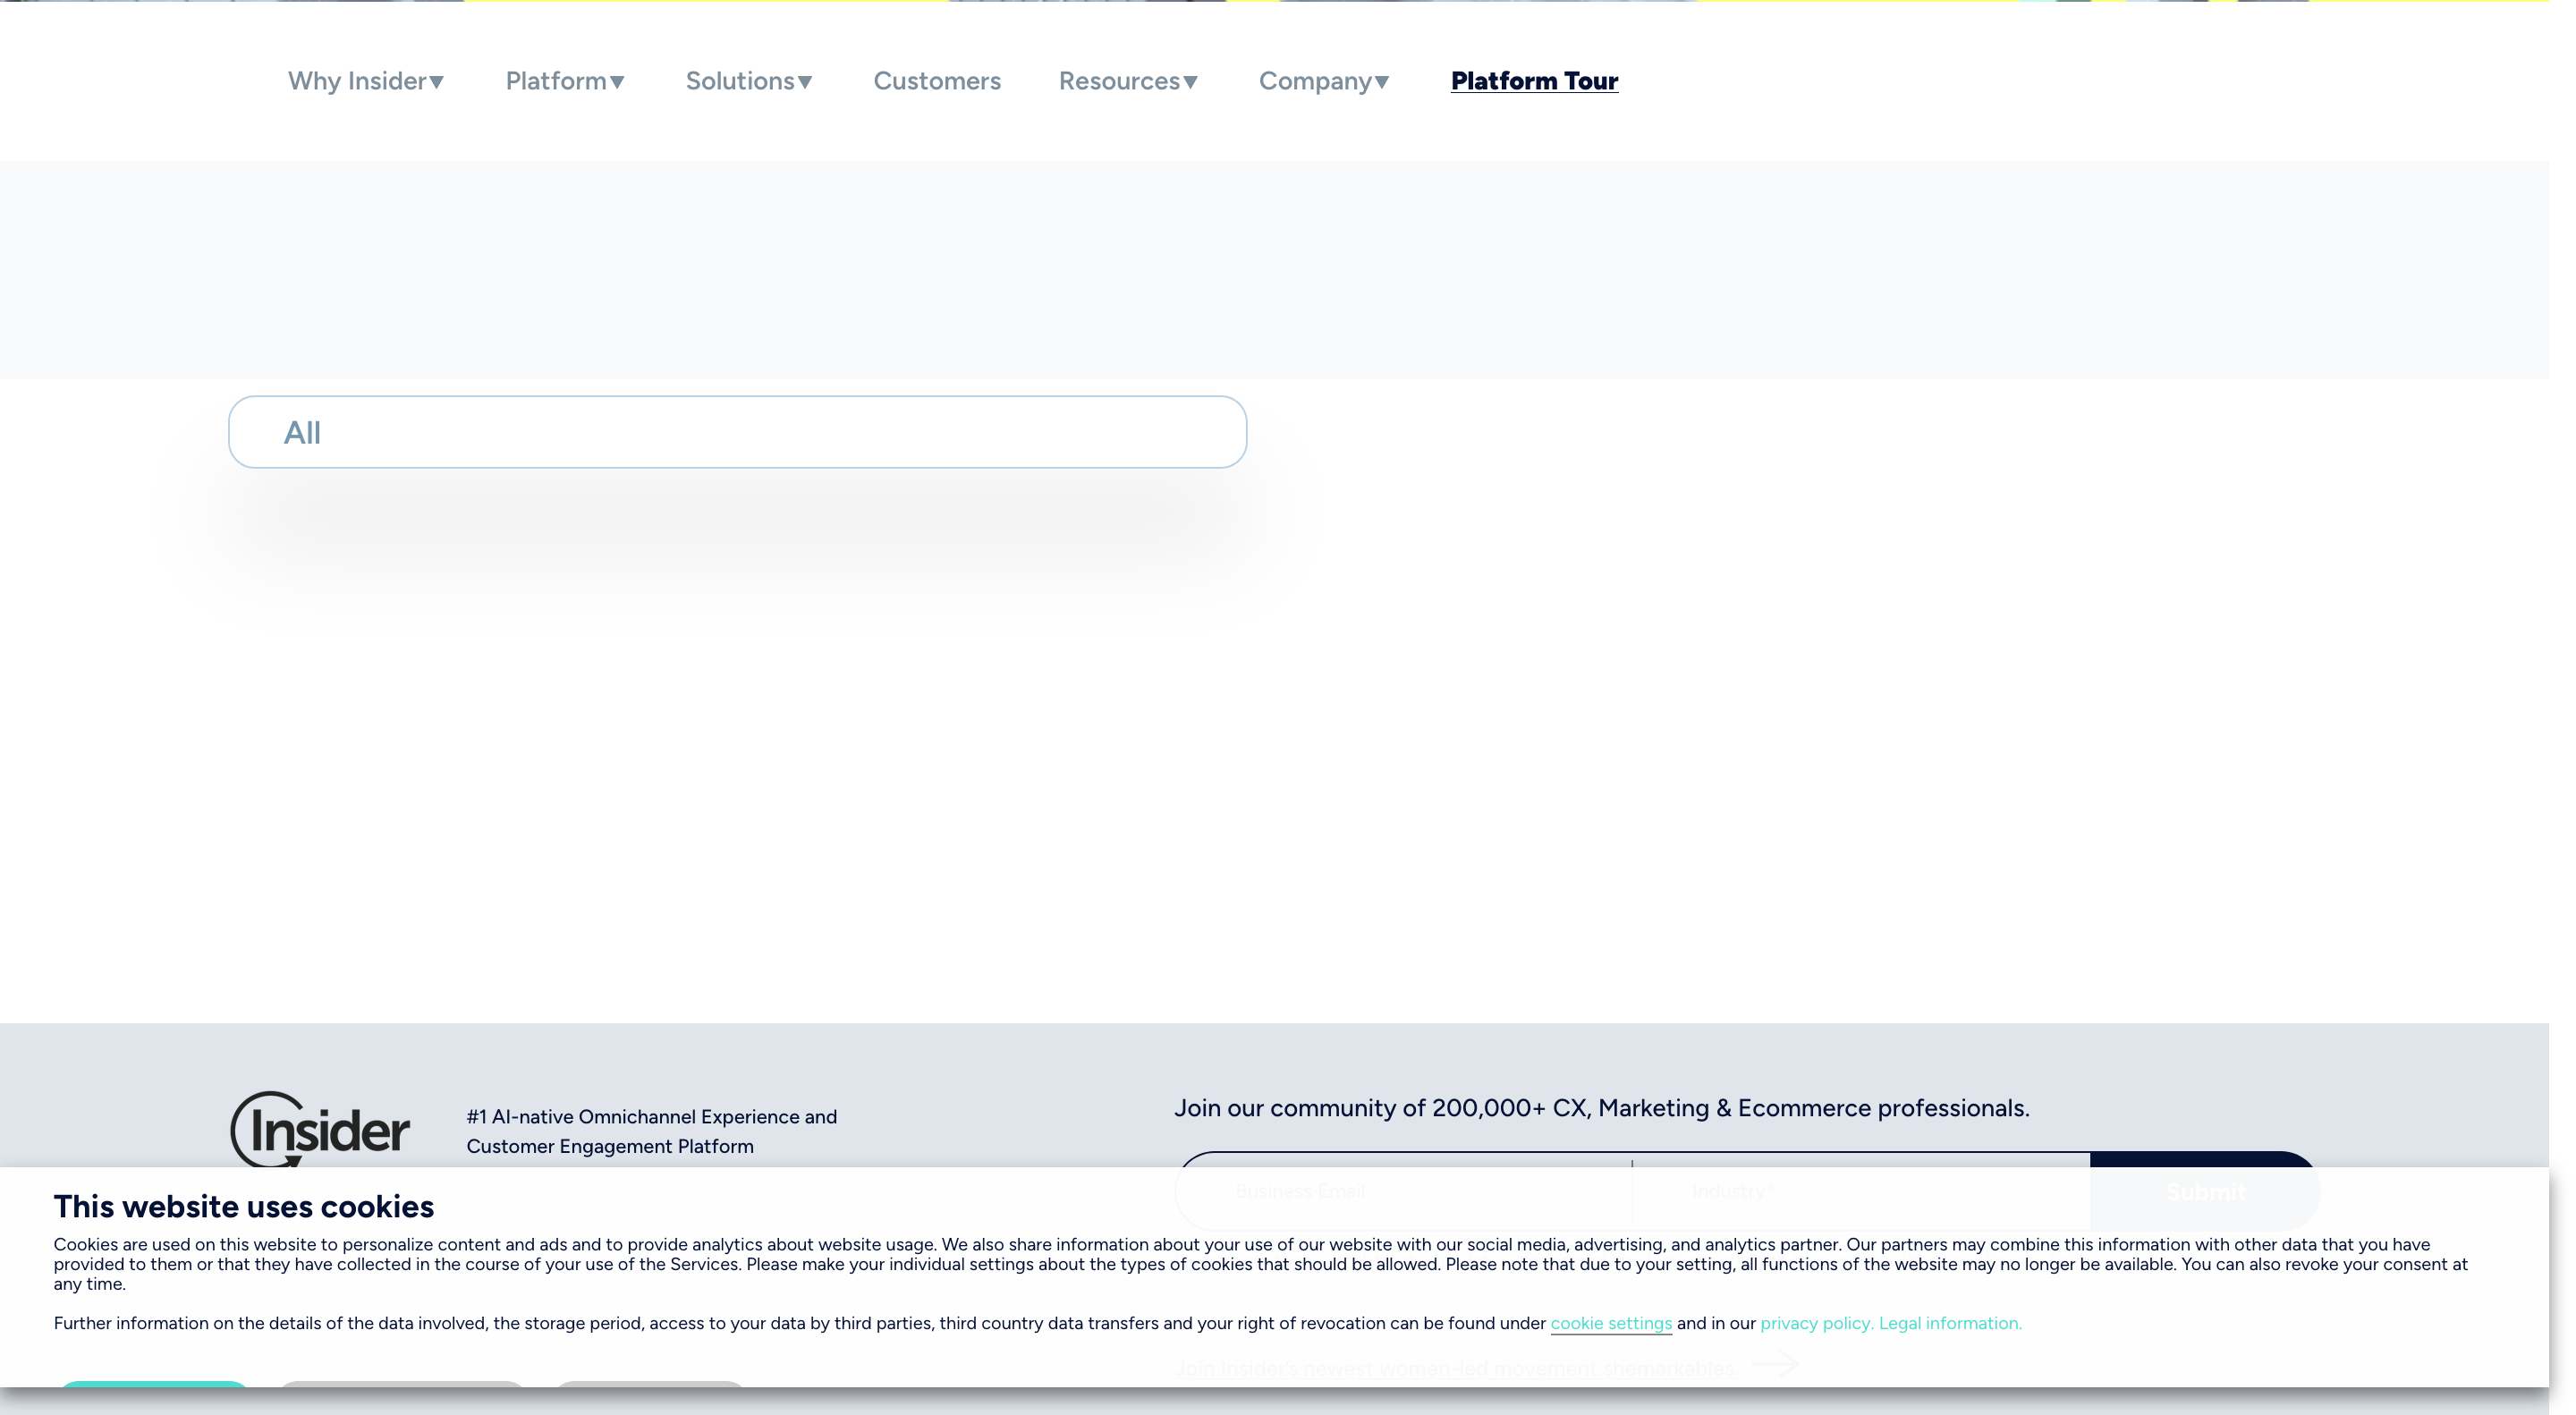 Why Insider▼ Platform▼ Solutions▼ Customers Resources▼ Company▼ Platform Tour
All
Insider
#1 AI-native Omnichannel Experience and
Customer Engagement Platform
Join our community of 200,000+ CX, Marketing & Ecommerce professionals.
Business Email Industry* Submit
This website uses cookies
Cookies are used on this website to personalize content and ads and to provide analytics about website usage. We also share information about your use of our website with our social media, advertising, and analytics partner. Our partners may combine this information with other data that you have
provided to them or that they have collected in the course of your use of the Services. Please make your individual settings about the types of cookies that should be allowed. Please note that due to your setting, all functions of the website may no longer be available. You can also revoke your consent at
any time.
Further information on the details of the data involved, the storage period, access to your data by third parties, third country data transfers and your right of revocation can be found under cookie settings and in our privacy policy. Legal information.
Join Insider's newest women-led movement shemarkables.